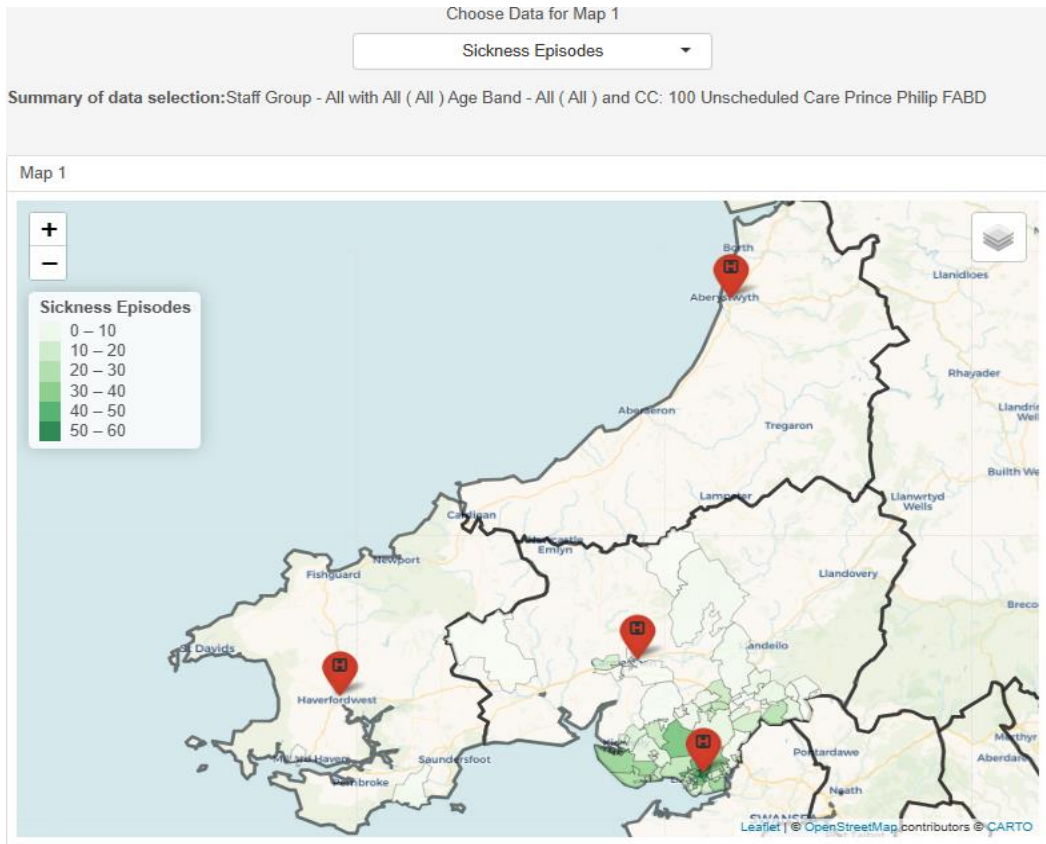 Choose Data for Map 1
Sickness Episodes
Summary of data selection:Staff Group - All with All ( All ) Age Band - All ( All ) and CC: 100 Unscheduled Care Prince Philip FABD
Map 1
+
−
Sickness Episodes
0 – 10
10 – 20
20 – 30
30 – 40
40 – 50
50 – 60
Borth
H
Aberystwyth
Llanidloes
Rhayader
Aberaeron
Tregaron
Builth We
Lampeter
Llanwrtyd
Wells
Cardigan
Newcastle
Emlyn
Newport
Fishguard
Llandovery
Breco
H
St Davids
andeilo
H
Haverfordwest
H
Milford Haven
Saundersfoot
Pontardawe
Merthyr
Aberdare
Pembroke
Neath
SWANSEA
Leaflet | © OpenStreetMap contributors © CARTO